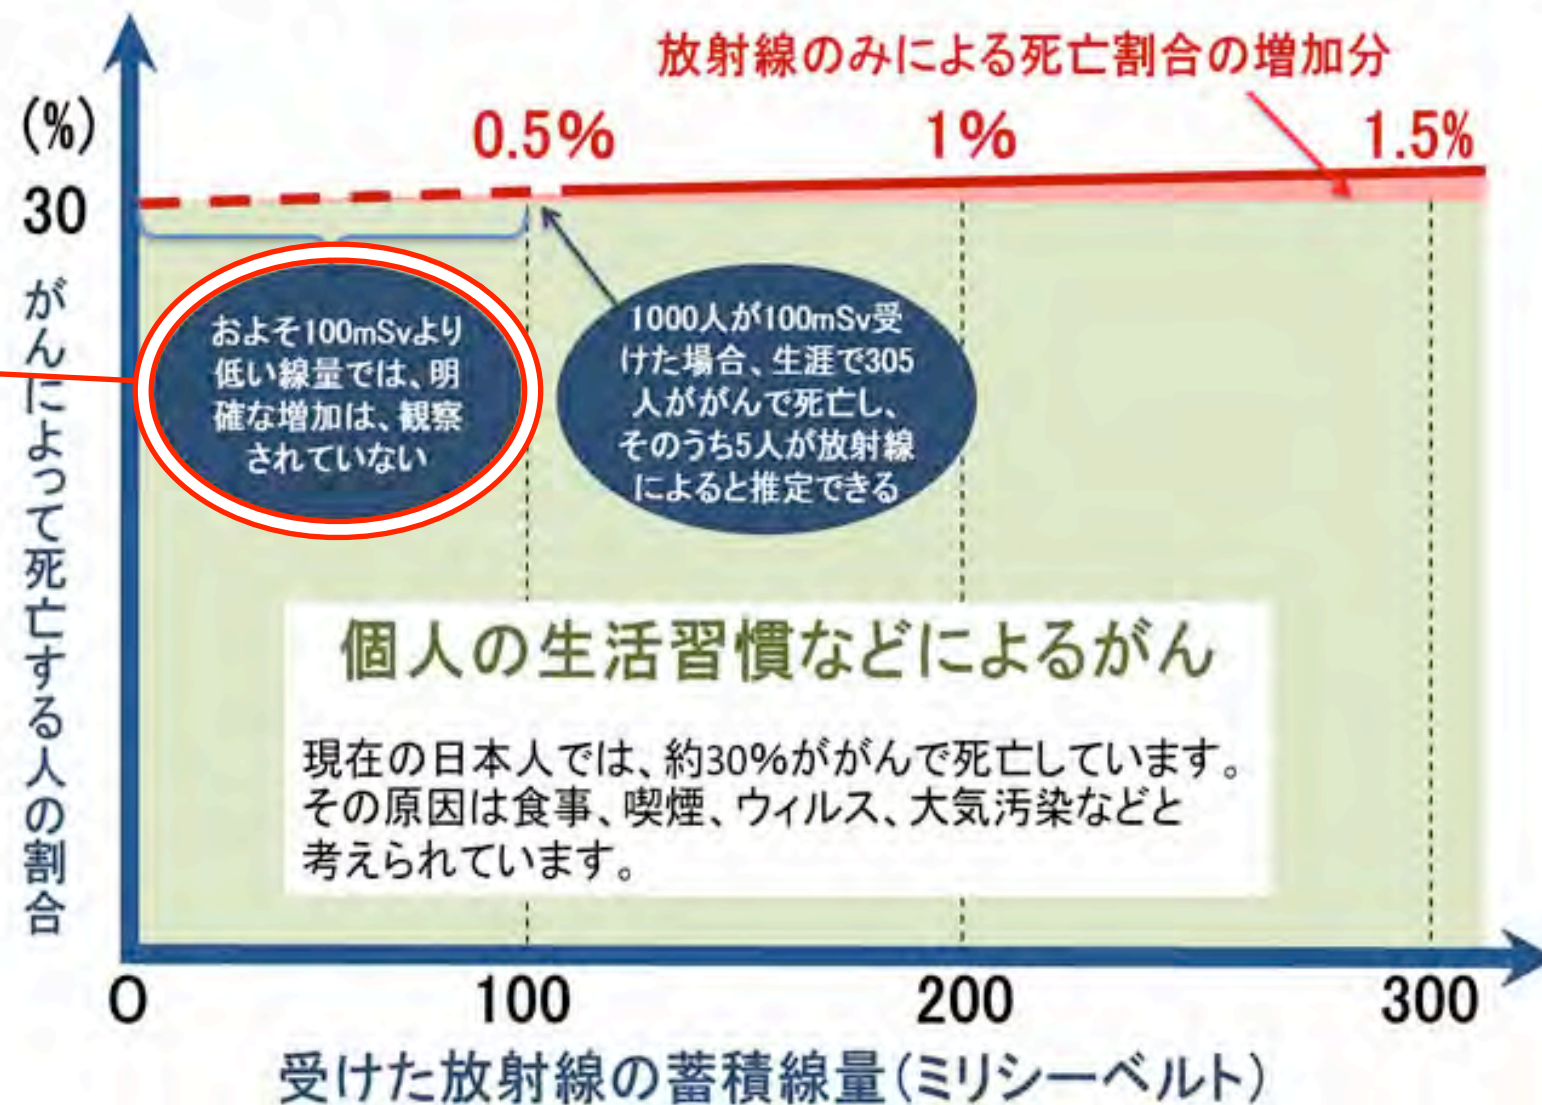 放射線のみによる死亡割合の増加分
(%)
0.5%
1%
1.5%
30
がんによって死亡する人の割合
およそ100mSvより
低い線量では、明
確な増加は、観察
されていない
1000人が100mSv受
けた場合、生涯で305
人ががんで死亡し、
そのうち5人が放射線
によると推定できる
個人の生活習慣などによるがん
現在の日本人では、約30%ががんで死亡しています。
その原因は食事、喫煙、ウィルス、大気汚染などと
考えられています。
0
100
200
300
受けた放射線の蓄積線量(ミリシーベルト)